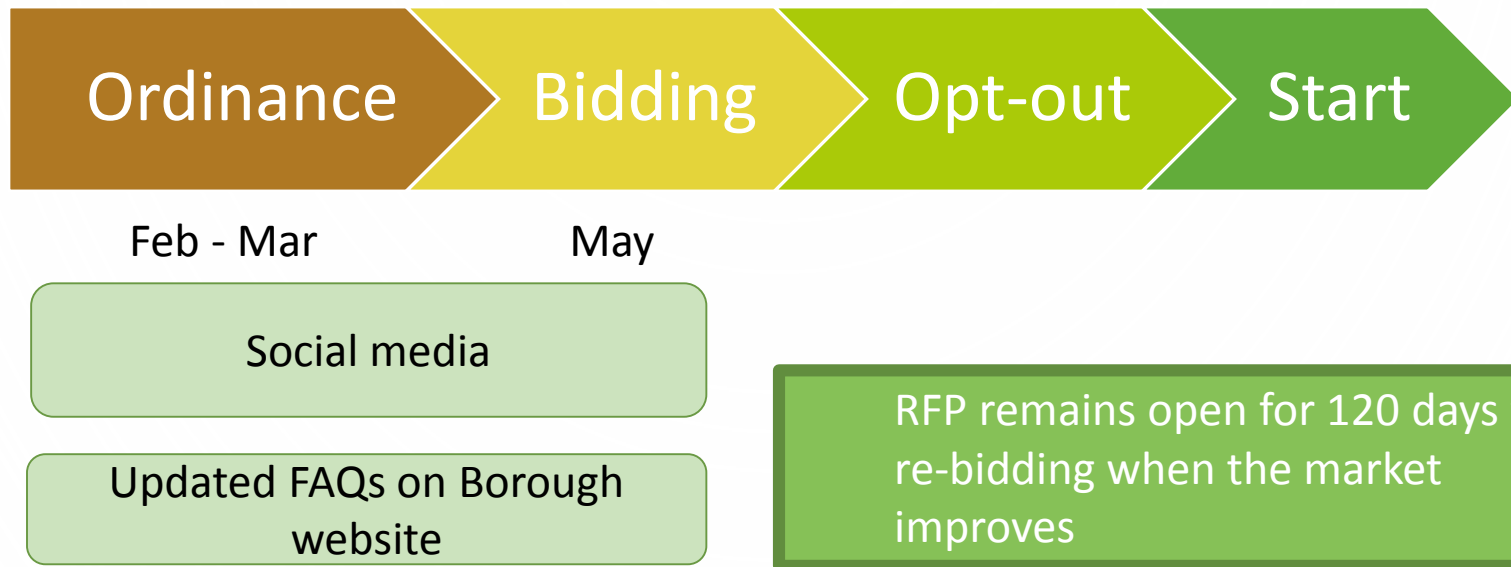 Ordinance
Bidding
Opt-out
Start
Feb - Mar
May
Social media
Updated FAQs on Borough
website
RFP remains open for 120 days
re-bidding when the market
improves